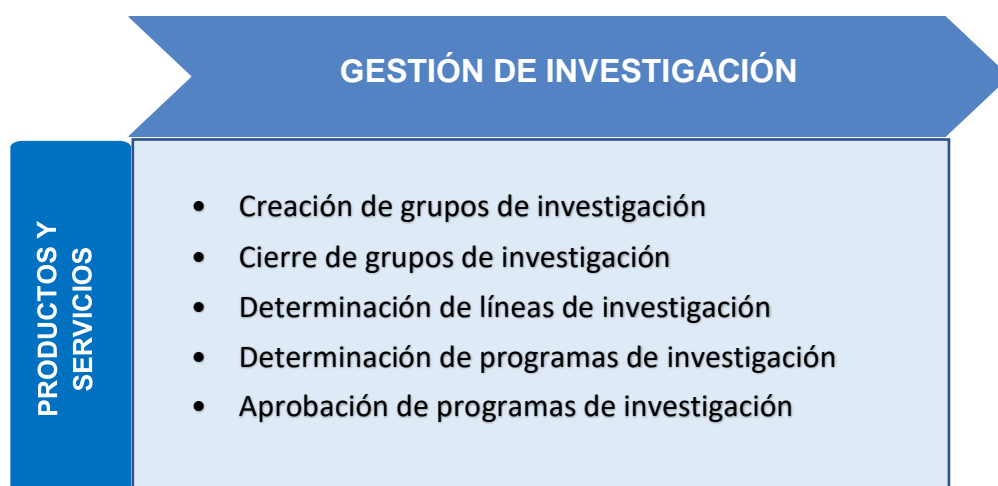 GESTIÓN DE INVESTIGACIÓN
PRODUCTOS Y
SERVICIOS
• Creación de grupos de investigación
• Cierre de grupos de investigación
• Determinación de líneas de investigación
• Determinación de programas de investigación
• Aprobación de programas de investigación